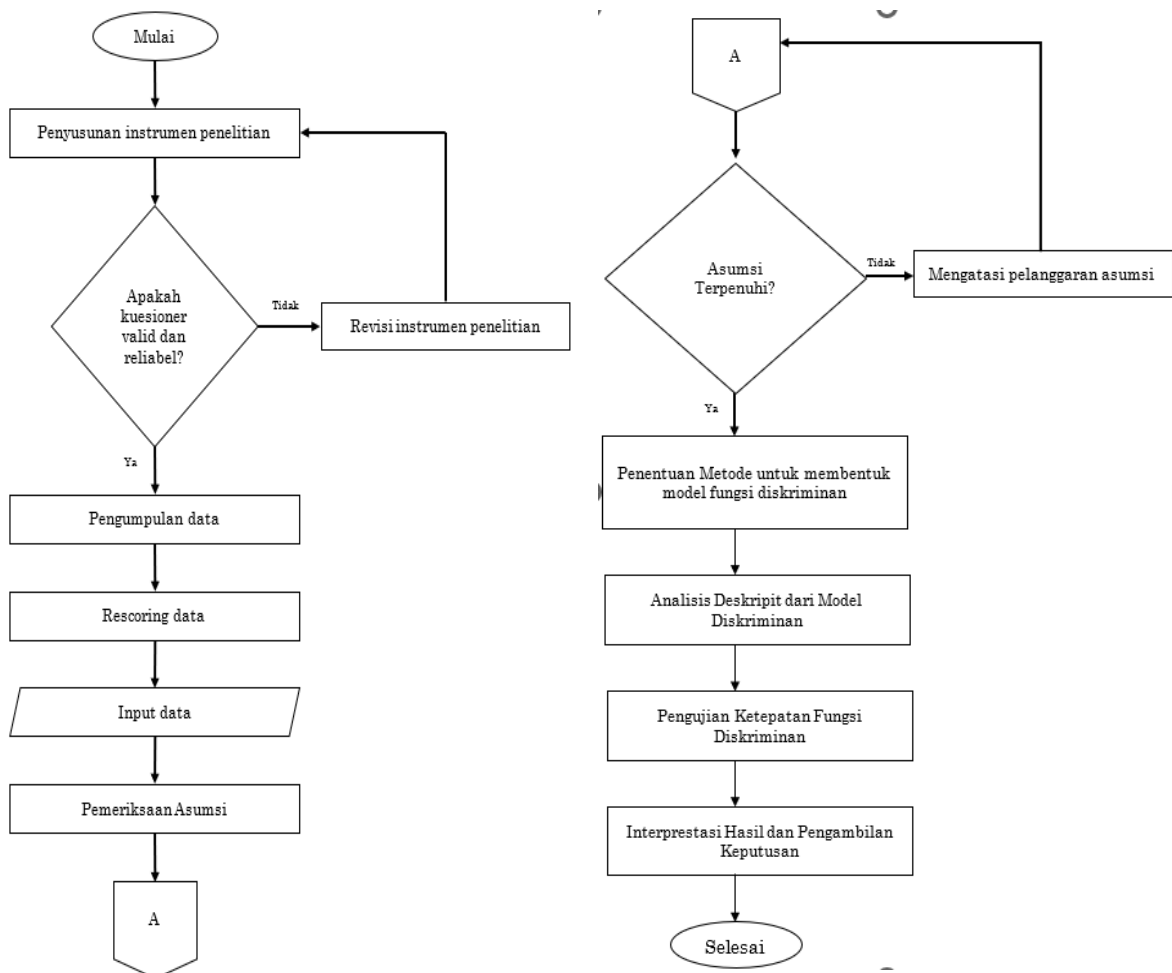 Mulai
Penyusunan instrumen penelitian
Apakah
kuesioner
valid dan
reliabel?
Tidak
Revisi instrumen penelitian
Ya
Pengumpulan data
Rescoring data
Input data
Pemeriksaan Asumsi
A
A
Asumsi
Terpenuhi?
Tidak
Mengatasi pelanggaran asumsi
Ya
Penentuan Metode untuk membentuk
model fungsi diskriminan
Analisis Deskripit dari Model
Diskriminan
Pengujian Ketepatan Fungsi
Diskriminan
Interprestasi Hasil dan Pengambilan
Keputusan
Selesai